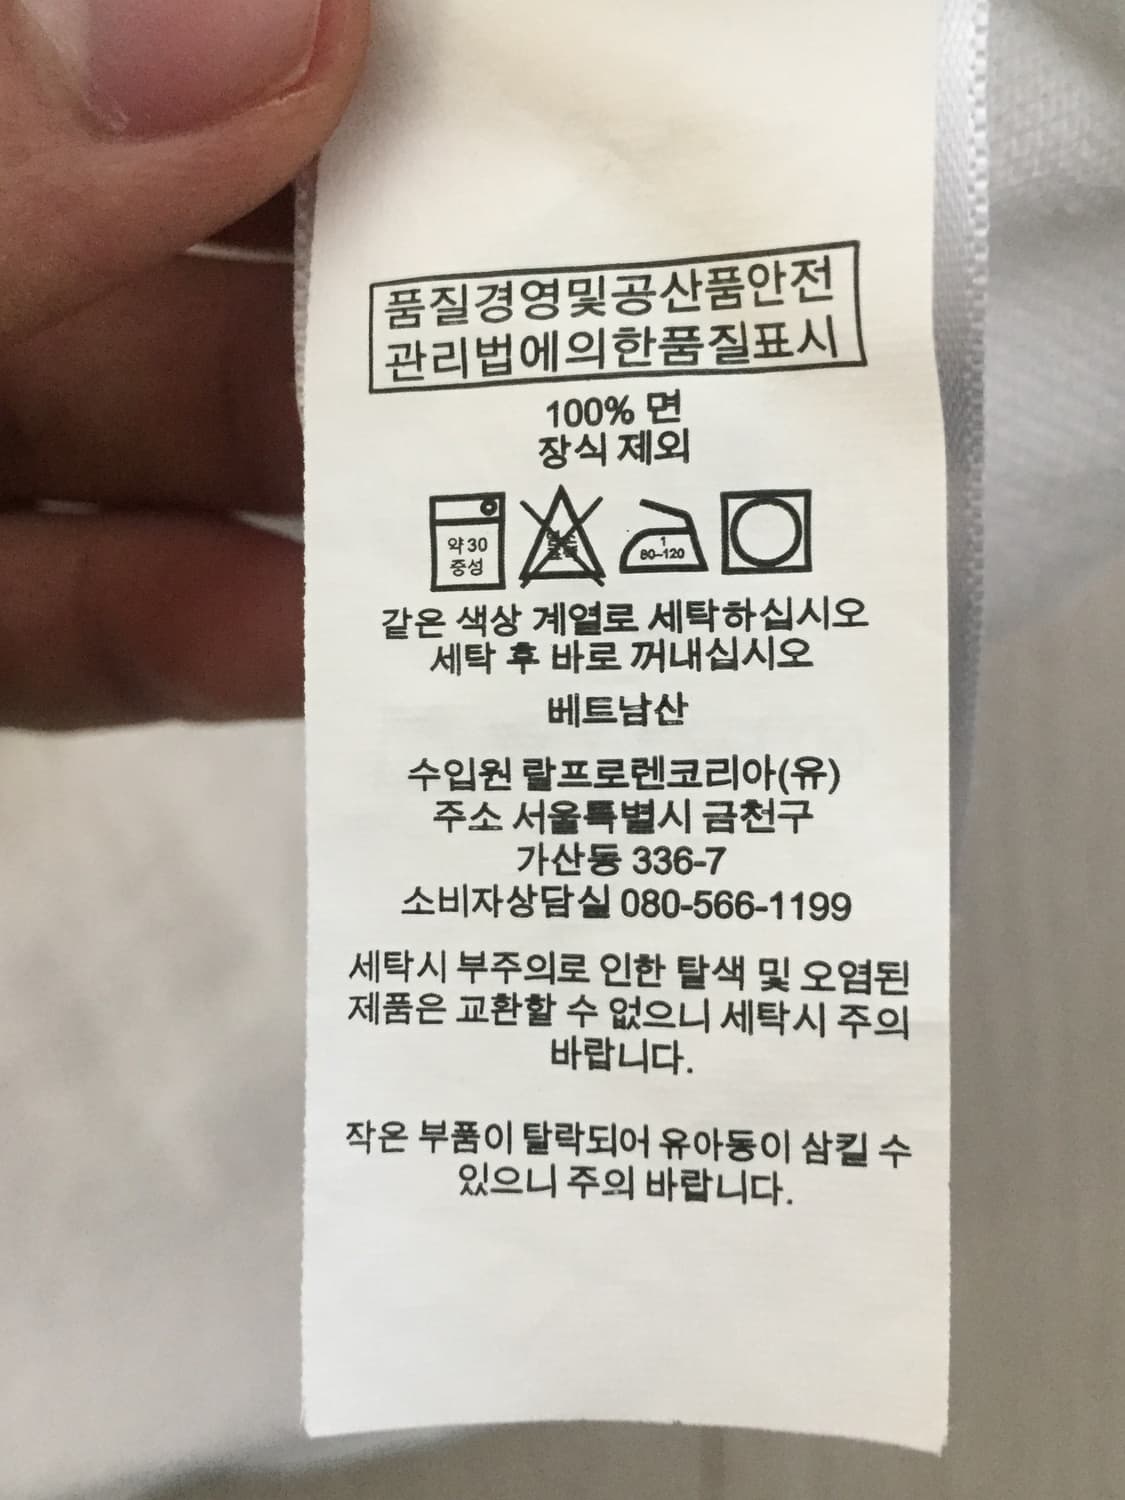 품질경영및공산품안전
관리법에의한품질표시
100% 면
장식 제외
약 30
중성
1
80-120
같은 색상 계열로 세탁하십시오
세탁 후 바로 꺼내십시오
베트남산
수입원 랄프로렌코리아(유)
주소 서울특별시 금천구
가산동 336-7
소비자상담실 080-566-1199
세탁시 부주의로 인한 탈색 및 오염된
제품은 교환할 수 없으니 세탁시 주의
바랍니다.
작은 부품이 탈락되어 유아동이 삼킬 수
있으니 주의 바랍니다.